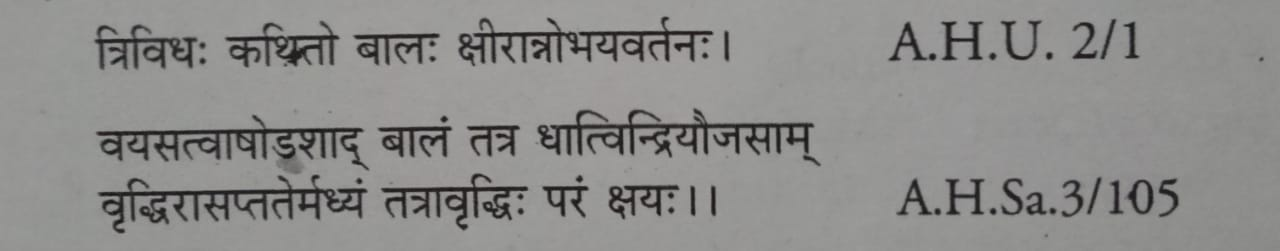 त्रिविधः कथितो बालः क्षीरान्नोभयवर्तनः। A.H.U. 2/1
वयसत्वाषोडशाद् बालं तत्र धात्विन्द्रियौजसाम्
वृद्धिरासप्ततेर्मध्यं तत्रावृद्धिः परं क्षयः।। A.H.Sa.3/105